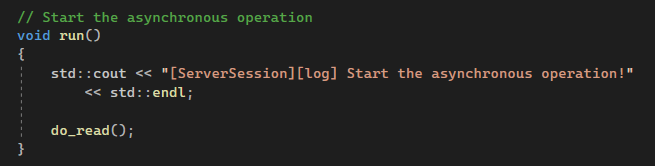 // Start the asynchronous operation
void run()
{
    std::cout << "[ServerSession][log] Start the asynchronous operation!"
        << std::endl;

    do_read();
}